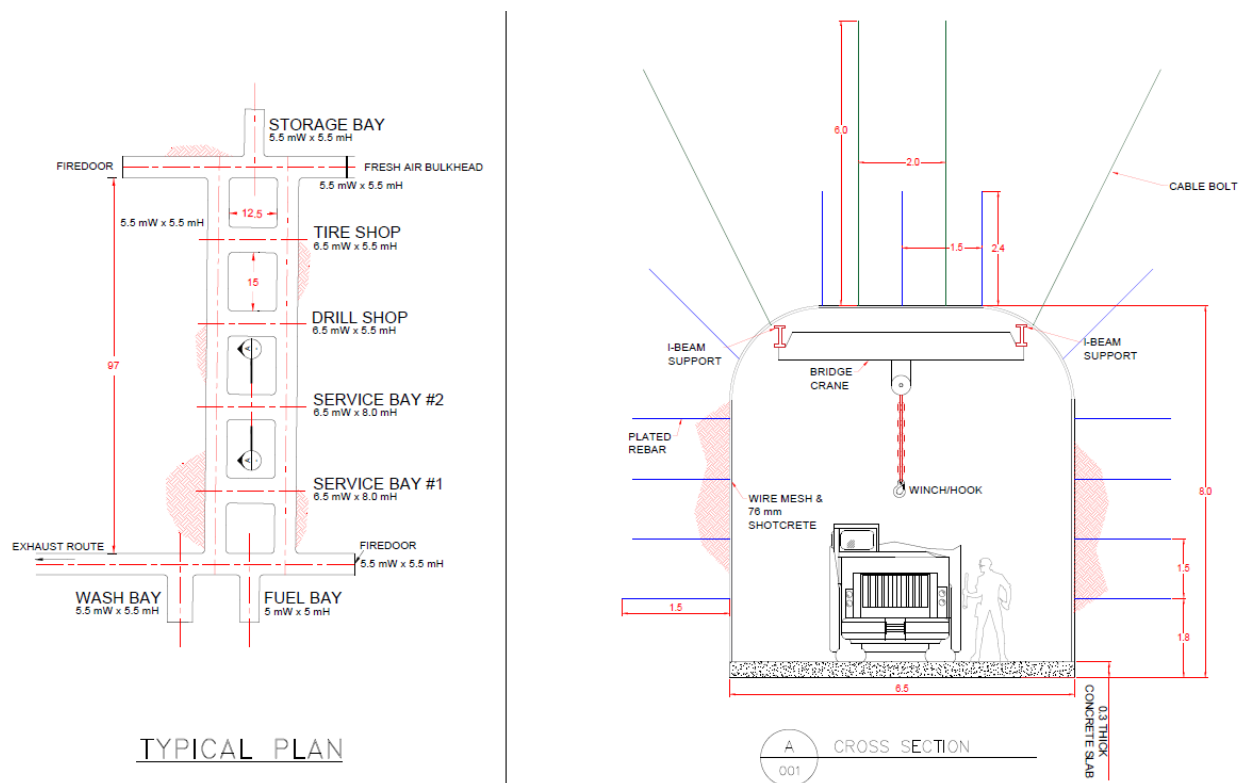 STORAGE BAY
5.5 mW x 5.5 mH
FIREDOOR
FRESH AIR BULKHEAD
5.5 mW x 5.5 mH
12.5
5.5 mW x 5.5 mH
TIRE SHOP
6.5 mW x 5.5 mH
15
DRILL SHOP
6.5 mW x 5.5 mH
97
A
SERVICE BAY #2
6.5 mW x 8.0 mH
A
SERVICE BAY #1
6.5 mW x 8.0 mH
EXHAUST ROUTE
FIREDOOR
5.5 mW x 5.5 mH
WASH BAY
5.5 mW x 5.5 mH
FUEL BAY
5 mW x 5 mH
TYPICAL PLAN
6.0
2.0
CABLE BOLT
1.5
2.4
I-BEAM
SUPPORT
BRIDGE
CRANE
I-BEAM
SUPPORT
PLATED
REBAR
WIRE MESH &
76 mm
SHOTCRETE
WINCH/HOOK
8.0
1.5
1.5
1.8
6.5
0.3 THICK
CONCRETE SLAB
A
001
CROSS SECTION